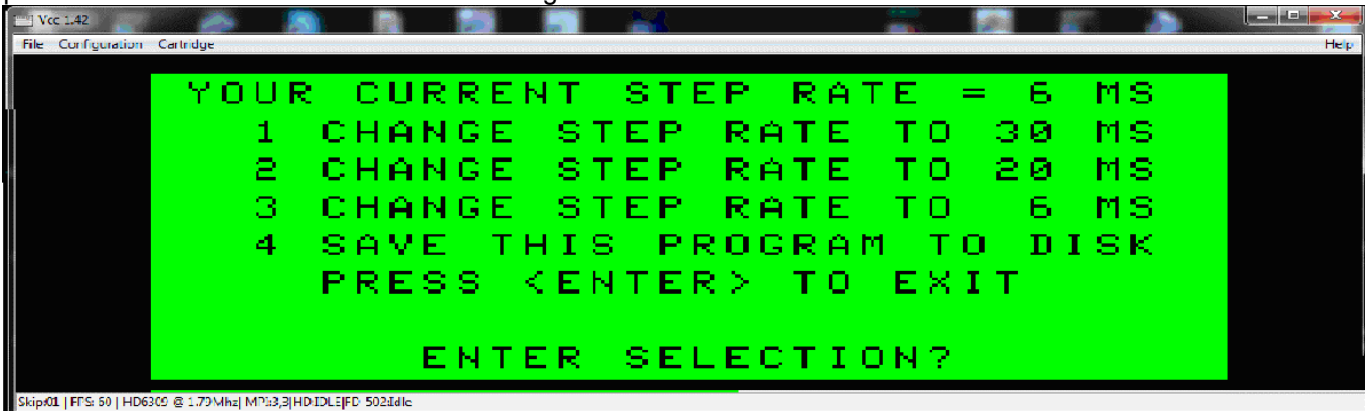 Vcc 1.42
File Configuration Cartridge Help
YOUR CURRENT STEP RATE = 6 MS
1 CHANGE STEP RATE TO 30 MS
2 CHANGE STEP RATE TO 20 MS
3 CHANGE STEP RATE TO 6 MS
4 SAVE THIS PROGRAM TO DISK
PRESS <ENTER> TO EXIT
ENTER SELECTION?
Skip:01 | FPS: 60 | HD6309 @ 1.79Mhz| MPI:3,3|HD:IDLE|FD-502:Idle